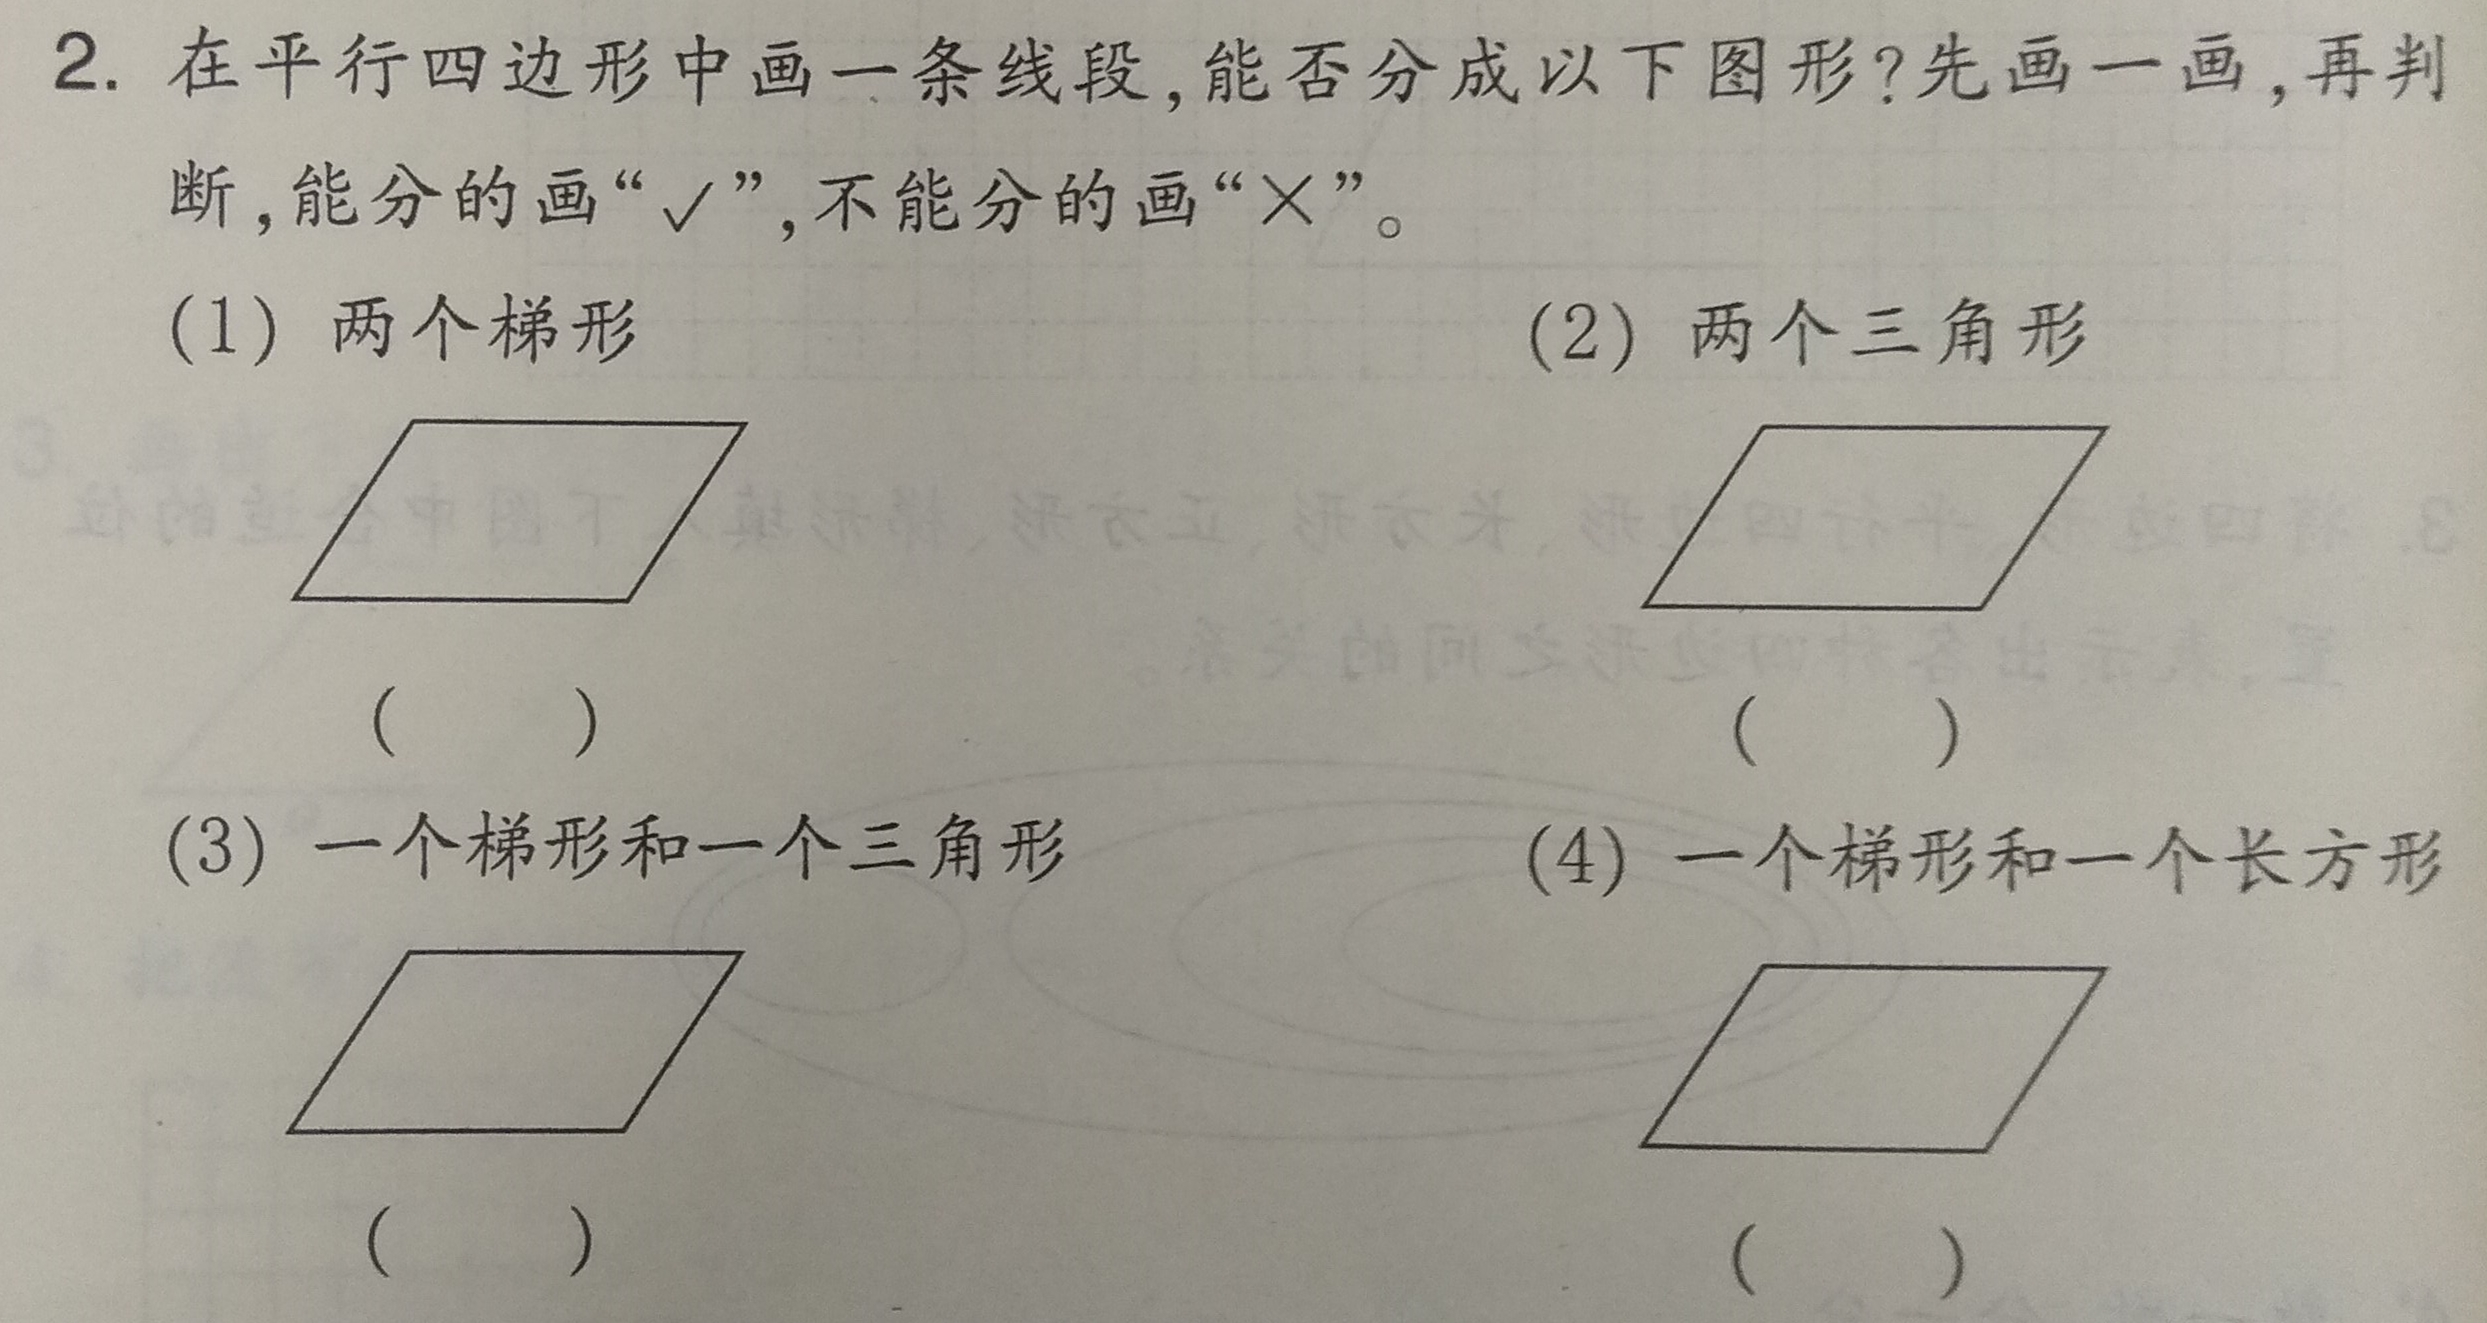 2. 在平行四边形中画一条线段,能否分成以下图形?先画一画,再判
断,能分的画“✓”,不能分的画“×”。
(1) 两个梯形 (2) 两个三角形
( ) ( )
(3) 一个梯形和一个三角形 (4) 一个梯形和一个长方形
( ) ( )